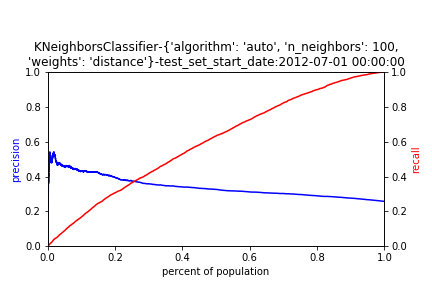 KNeighborsClassifier-{'algorithm': 'auto', 'n_neighbors': 100,
'weights': 'distance'}-test_set_start_date:2012-07-01 00:00:00
1.0
0.8
0.6
0.4
0.2
0.0
precision
1.0
0.8
0.6
0.4
0.2
0.0
recall
0.0 0.2 0.4 0.6 0.8 1.0
percent of population